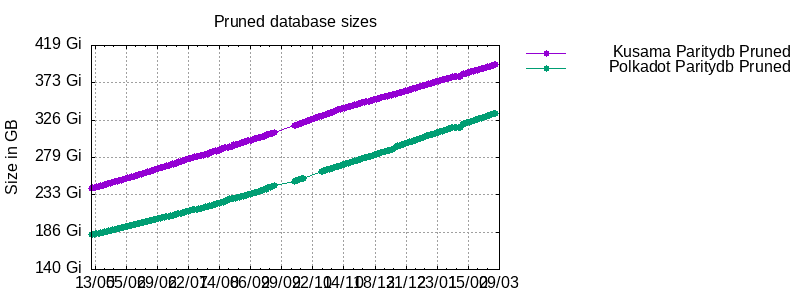 Pruned database sizes
Kusama Paritydb Pruned
Polkadot Paritydb Pruned
Size in GB
419 Gi
373 Gi
326 Gi
279 Gi
233 Gi
186 Gi
140 Gi
13/05 05/06 29/06 22/07 14/08 06/09 29/09 22/10 14/11 08/12 31/12 23/01 15/02 09/03